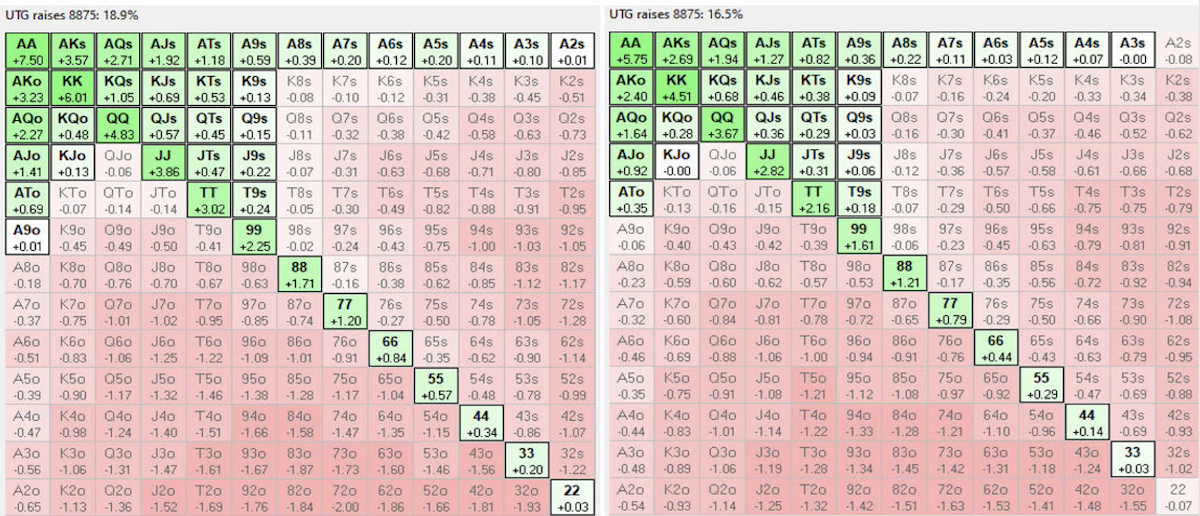 UTG raises 8875: 18.9%
AA AKs AQs AJs ATs A9s A8s A7s A6s A5s A4s A3s A2s
+7.50 +3.57 +2.71 +1.92 +1.18 +0.59 +0.39 +0.20 +0.12 +0.20 +0.11 +0.10 +0.01
AKo KK KQs KJs KTs K9s K8s K7s K6s K5s K4s K3s K2s
+3.23 +6.01 +1.05 +0.69 +0.53 +0.13 -0.08 -0.10 -0.12 -0.31 -0.38 -0.45 -0.51
AQo KQo QQ QJs QTs Q9s Q8s Q7s Q6s Q5s Q4s Q3s Q2s
+2.27 +0.48 +4.83 +0.57 +0.45 +0.15 -0.11 -0.32 -0.38 -0.42 -0.58 -0.63 -0.73
AJo KJo QJo JJ JTs J9s J8s J7s J6s J5s J4s J3s J2s
+1.41 +0.13 -0.06 +3.86 +0.47 +0.22 -0.07 -0.31 -0.63 -0.68 -0.71 -0.80 -0.85
ATo KTo QTo JTo TT T9s T8s T7s T6s T5s T4s T3s T2s
+0.69 -0.07 -0.14 -0.14 +3.02 +0.24 -0.05 -0.30 -0.49 -0.82 -0.88 -0.91 -0.95
A9o K9o Q9o J9o T9o 99 98s 97s 96s 95s 94s 93s 92s
+0.01 -0.45 -0.49 -0.50 -0.41 +2.25 -0.02 -0.24 -0.43 -0.75 -1.00 -1.03 -1.05
A8o K8o Q8o J8o T8o 98o 88 87s 86s 85s 84s 83s 82s
-0.18 -0.70 -0.76 -0.70 -0.67 -0.63 +1.71 -0.16 -0.38 -0.62 -0.85 -1.12 -1.17
A7o K7o Q7o J7o T7o 97o 87o 77 76s 75s 74s 73s 72s
-0.37 -0.75 -1.01 -1.02 -0.95 -0.85 -0.74 +1.20 -0.27 -0.50 -0.78 -1.05 -1.28
A6o K6o Q6o J6o T6o 96o 86o 76o 66 65s 64s 63s 62s
-0.51 -0.83 -1.06 -1.25 -1.22 -1.09 -1.01 -0.91 +0.84 -0.35 -0.62 -0.90 -1.14
A5o K5o Q5o J5o T5o 95o 85o 75o 65o 55 54s 53s 52s
-0.39 -0.90 -1.17 -1.32 -1.46 -1.38 -1.28 -1.17 -1.04 +0.57 -0.48 -0.78 -0.99
A4o K4o Q4o J4o T4o 94o 84o 74o 64o 54o 44 43s 42s
-0.47 -0.98 -1.24 -1.40 -1.51 -1.66 -1.58 -1.47 -1.35 -1.15 +0.34 -0.86 -1.07
A3o K3o Q3o J3o T3o 93o 83o 73o 63o 53o 43o 33 32s
-0.56 -1.06 -1.31 -1.47 -1.61 -1.67 -1.87 -1.73 -1.60 -1.46 -1.56 +0.20 -1.22
A2o K2o Q2o J2o T2o 92o 82o 72o 62o 52o 42o 32o 22
-0.65 -1.13 -1.36 -1.52 -1.69 -1.76 -1.84 -2.00 -1.86 -1.66 -1.81 -1.93 +0.03
UTG raises 8875: 16.5%
AA AKs AQs AJs ATs A9s A8s A7s A6s A5s A4s A3s A2s
+5.75 +2.69 +1.94 +1.27 +0.82 +0.36 +0.22 +0.11 +0.03 +0.12 +0.07 -0.00 -0.08
AKo KK KQs KJs KTs K9s K8s K7s K6s K5s K4s K3s K2s
+2.40 +4.51 +0.68 +0.46 +0.38 +0.09 -0.07 -0.16 -0.24 -0.20 -0.33 -0.34 -0.38
AQo KQo QQ QJs QTs Q9s Q8s Q7s Q6s Q5s Q4s Q3s Q2s
+1.64 +0.28 +3.67 +0.36 +0.29 +0.03 -0.16 -0.30 -0.41 -0.37 -0.46 -0.52 -0.62
AJo KJo QJo JJ JTs J9s J8s J7s J6s J5s J4s J3s J2s
+0.92 -0.00 -0.06 +2.82 +0.31 +0.06 -0.12 -0.36 -0.57 -0.58 -0.61 -0.66 -0.68
ATo KTo QTo JTo TT T9s T8s T7s T6s T5s T4s T3s T2s
+0.35 -0.13 -0.16 -0.15 +2.16 +0.18 -0.07 -0.29 -0.50 -0.66 -0.75 -0.75 -0.79
A9o K9o Q9o J9o T9o 99 98s 97s 96s 95s 94s 93s 92s
-0.06 -0.40 -0.43 -0.42 -0.39 +1.61 -0.06 -0.23 -0.45 -0.63 -0.79 -0.81 -0.91
A8o K8o Q8o J8o T8o 98o 88 87s 86s 85s 84s 83s 82s
-0.23 -0.59 -0.60 -0.62 -0.57 -0.53 +1.21 -0.17 -0.35 -0.56 -0.72 -0.92 -0.94
A7o K7o Q7o J7o T7o 97o 87o 77 76s 75s 74s 73s 72s
-0.32 -0.60 -0.84 -0.81 -0.78 -0.72 -0.65 +0.79 -0.29 -0.50 -0.66 -0.90 -1.08
A6o K6o Q6o J6o T6o 96o 86o 76o 66 65s 64s 63s 62s
-0.46 -0.69 -0.88 -1.06 -1.00 -0.94 -0.91 -0.76 +0.44 -0.43 -0.63 -0.79 -0.95
A5o K5o Q5o J5o T5o 95o 85o 75o 65o 55 54s 53s 52s
-0.35 -0.75 -0.91 -1.08 -1.21 -1.12 -1.08 -0.97 -0.92 +0.29 -0.47 -0.69 -0.88
A4o K4o Q4o J4o T4o 94o 84o 74o 64o 54o 44 43s 42s
-0.44 -0.83 -1.01 -1.14 -1.22 -1.33 -1.28 -1.21 -1.10 -0.96 +0.14 -0.69 -0.93
A3o K3o Q3o J3o T3o 93o 83o 73o 63o 53o 43o 33 32s
-0.48 -0.89 -1.06 -1.19 -1.28 -1.34 -1.45 -1.42 -1.31 -1.18 -1.24 +0.03 -1.02
A2o K2o Q2o J2o T2o 92o 82o 72o 62o 52o 42o 32o 22
-0.54 -0.93 -1.14 -1.25 -1.32 -1.42 -1.51 -1.63 -1.53 -1.41 -1.48 -1.55 -0.07